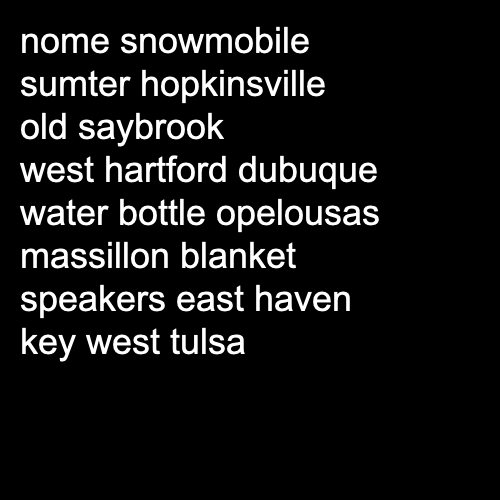 nome snowmobile
sumter hopkinsville
old saybrook
west hartford dubuque
water bottle opelousas
massillon blanket
speakers east haven
key west tulsa